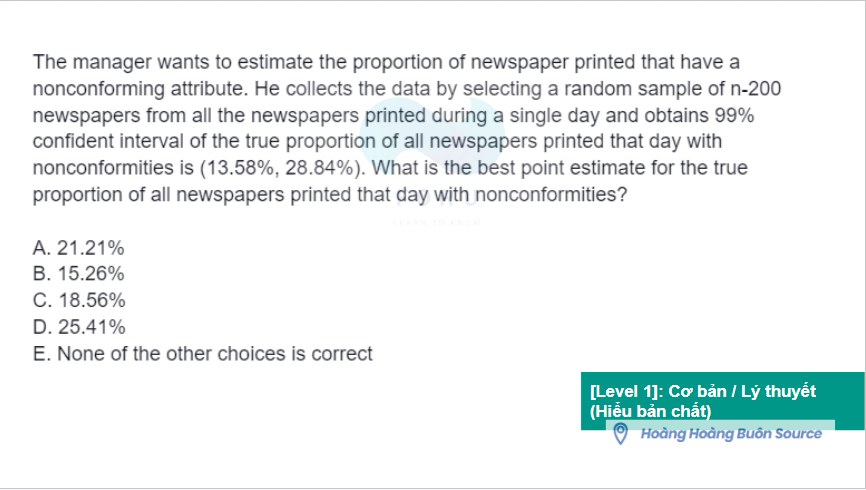 The manager wants to estimate the proportion of newspaper printed that have a
nonconforming attribute. He collects the data by selecting a random sample of n-200
newspapers from all the newspapers printed during a single day and obtains 99%
confident interval of the true proportion of all newspapers printed that day with
nonconformities is (13.58%, 28.84%). What is the best point estimate for the true
proportion of all newspapers printed that day with nonconformities?
A. 21.21%
B. 15.26%
C. 18.56%
D. 25.41%
E. None of the other choices is correct
[Level 1]: Cơ bản / Lý thuyết
(Hiểu bản chất)
Hoàng Hoàng Buôn Source